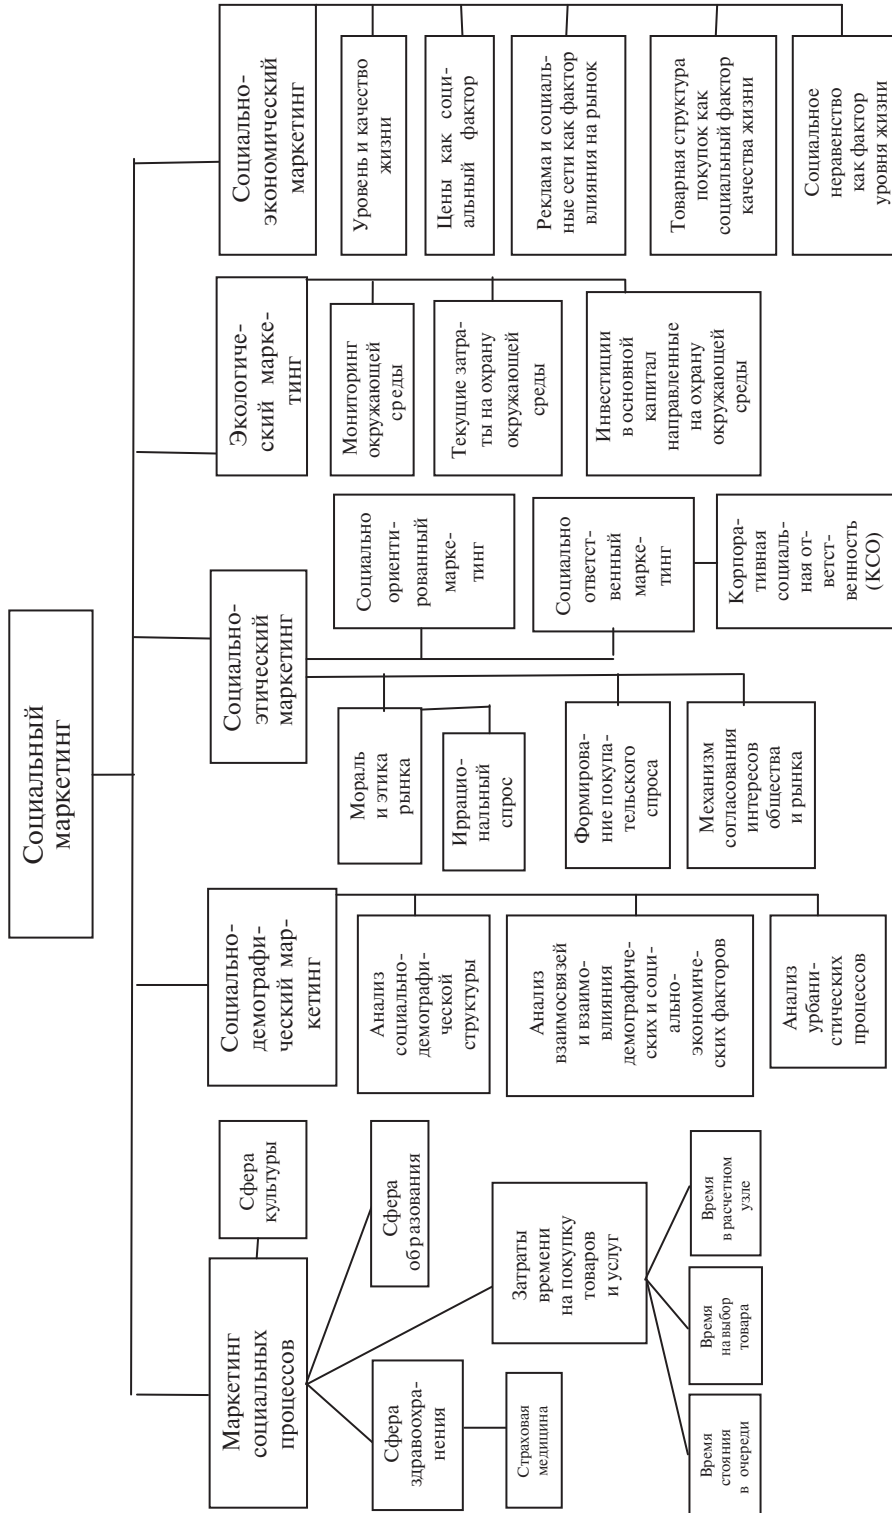 Социальный
маркетинг
Маркетинг
социальных
процессов
Сфера
культуры
Сфера
образования
Сфера
здравоохра-
нения
Страховая
медицина
Затраты
времени
на покупку
товаров
и услуг
Время
стояния
в очереди
Время
на выбор
товара
Время
в расчетном
узле
Социально-
демографи-
ческий мар-
кетинг
Анализ
социально-
демографи-
ческой
структуры
Анализ
взаимосвязей
и взаимо-
влияния
демографиче-
ских и соци-
ально-
экономиче-
ских факторов
Анализ
урбани-
стических
процессов
Социально-
этический
маркетинг
Мораль
и этика
рынка
Иррацио-
нальный
спрос
Формирова-
ние покупа-
тельского
спроса
Механизм
согласования
интересов
общества
и рынка
Социально
ориенти-
рованный
марке-
тинг
Социально
ответст-
венный
марке-
тинг
Корпора-
тивная
социаль-
ная от-
ветст-
венность
(КСО)
Экологиче-
ский марке-
тинг
Мониторинг
окружающей
среды
Текущие затра-
ты на охрану
окружающей
среды
Инвестиции
в основной
капитал
направленные
на охрану
окружающей
среды
Социально-
экономический
маркетинг
Уровень и качество
жизни
Цены как соци-
альный фактор
Реклама и социаль-
ные сети как фактор
влияния на рынок
Товарная структура
покупок как
социальный фактор
качества жизни
Социальное
неравенство
как фактор
уровня жизни